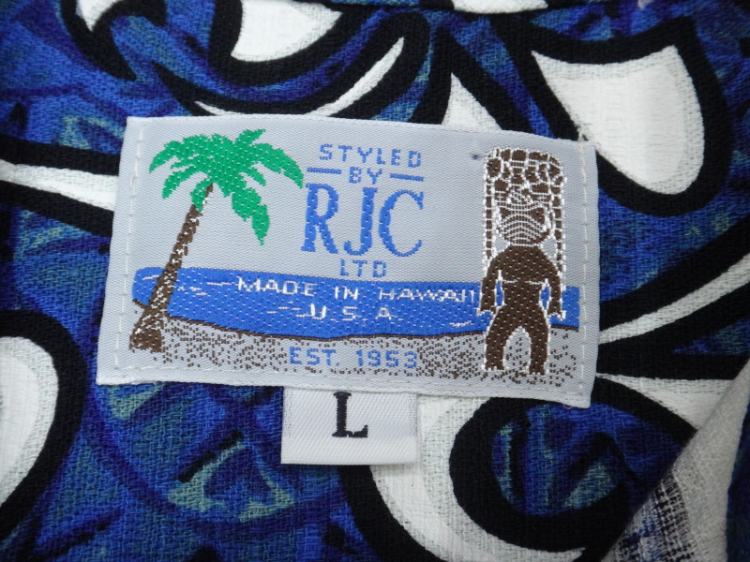 STYLED
BY
RJC
LTD
MADE IN HAWAII
U.S.A.
EST. 1953
L